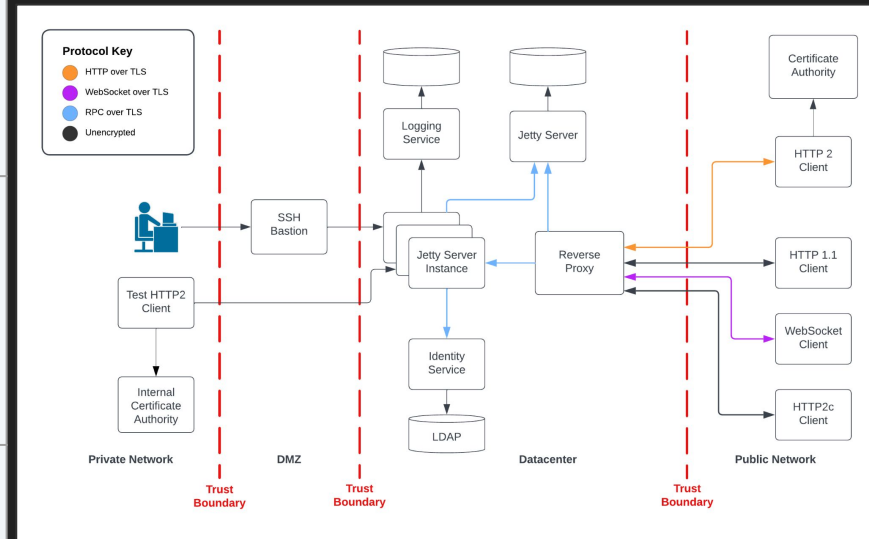 Protocol Key
HTTP over TLS
WebSocket over TLS
RPC over TLS
Unencrypted
Certificate
Authority
Logging
Service
Jetty Server
HTTP 2
Client
SSH
Bastion
Jetty Server
Instance
Reverse
Proxy
HTTP 1.1
Client
Test HTTP2
Client
WebSocket
Client
Identity
Service
Internal
Certificate
Authority
HTTP2c
Client
LDAP
Private Network
DMZ
Datacenter
Public Network
Trust
Boundary
Trust
Boundary
Trust
Boundary